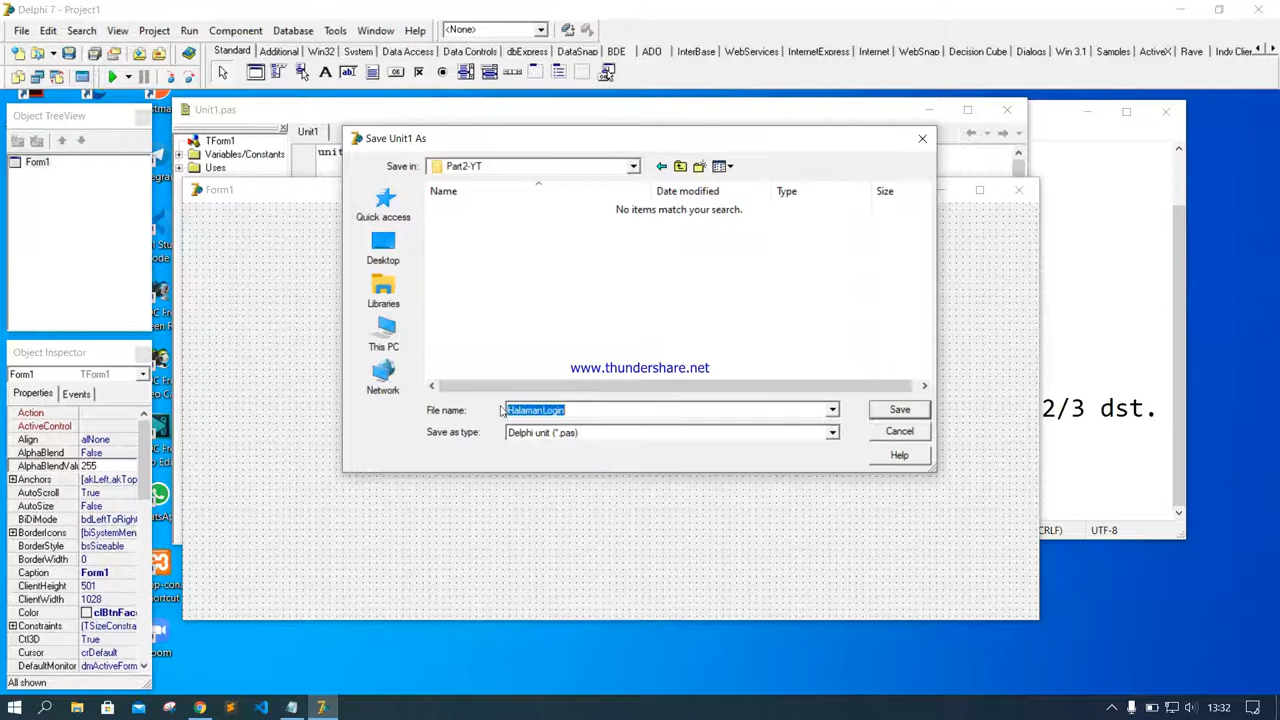 Delphi 7 - Project1
File Edit Search View Project Run Component Database Tools Window Help
<None>
Standard Additional Win32 System Data Access Data Controls dbExpress DataSnap BDE ADO InterBase WebServices InternetExpress Internet WebSnap Decision Cube Dialogs Win 3.1 Samples ActiveX Rave Indy Clie
Object TreeView
Form1
Unit1.pas
TForm1
Variables/Constants
Uses
Unit1
Form1
Save Unit1 As
Save in: Part2-YT
Name Date modified Type Size
No items match your search.
Quick access
Desktop
Libraries
This PC
Network
www.thundershare.net
File name: HalamanLogin
Save as type: Delphi unit (*.pas)
Save
Cancel
Help
2/3 dst.
(CRLF) UTF-8
Object Inspector
Form1 TForm1
Properties Events
Action
ActiveControl
Align alNone
AlphaBlend False
AlphaBlendValu 255
Anchors [akLeft,akTop
AutoScroll True
AutoSize False
BiDiMode bdLeftToRigh
BorderIcons [biSystemMen
BorderStyle bsSizeable
BorderWidth 0
Caption Form1
ClientHeight 501
ClientWidth 1028
Color clBtnFac
Constraints (TSizeConstra
Ctl3D True
Cursor crDefault
DefaultMonitor dmActiveForm
All shown
13:32